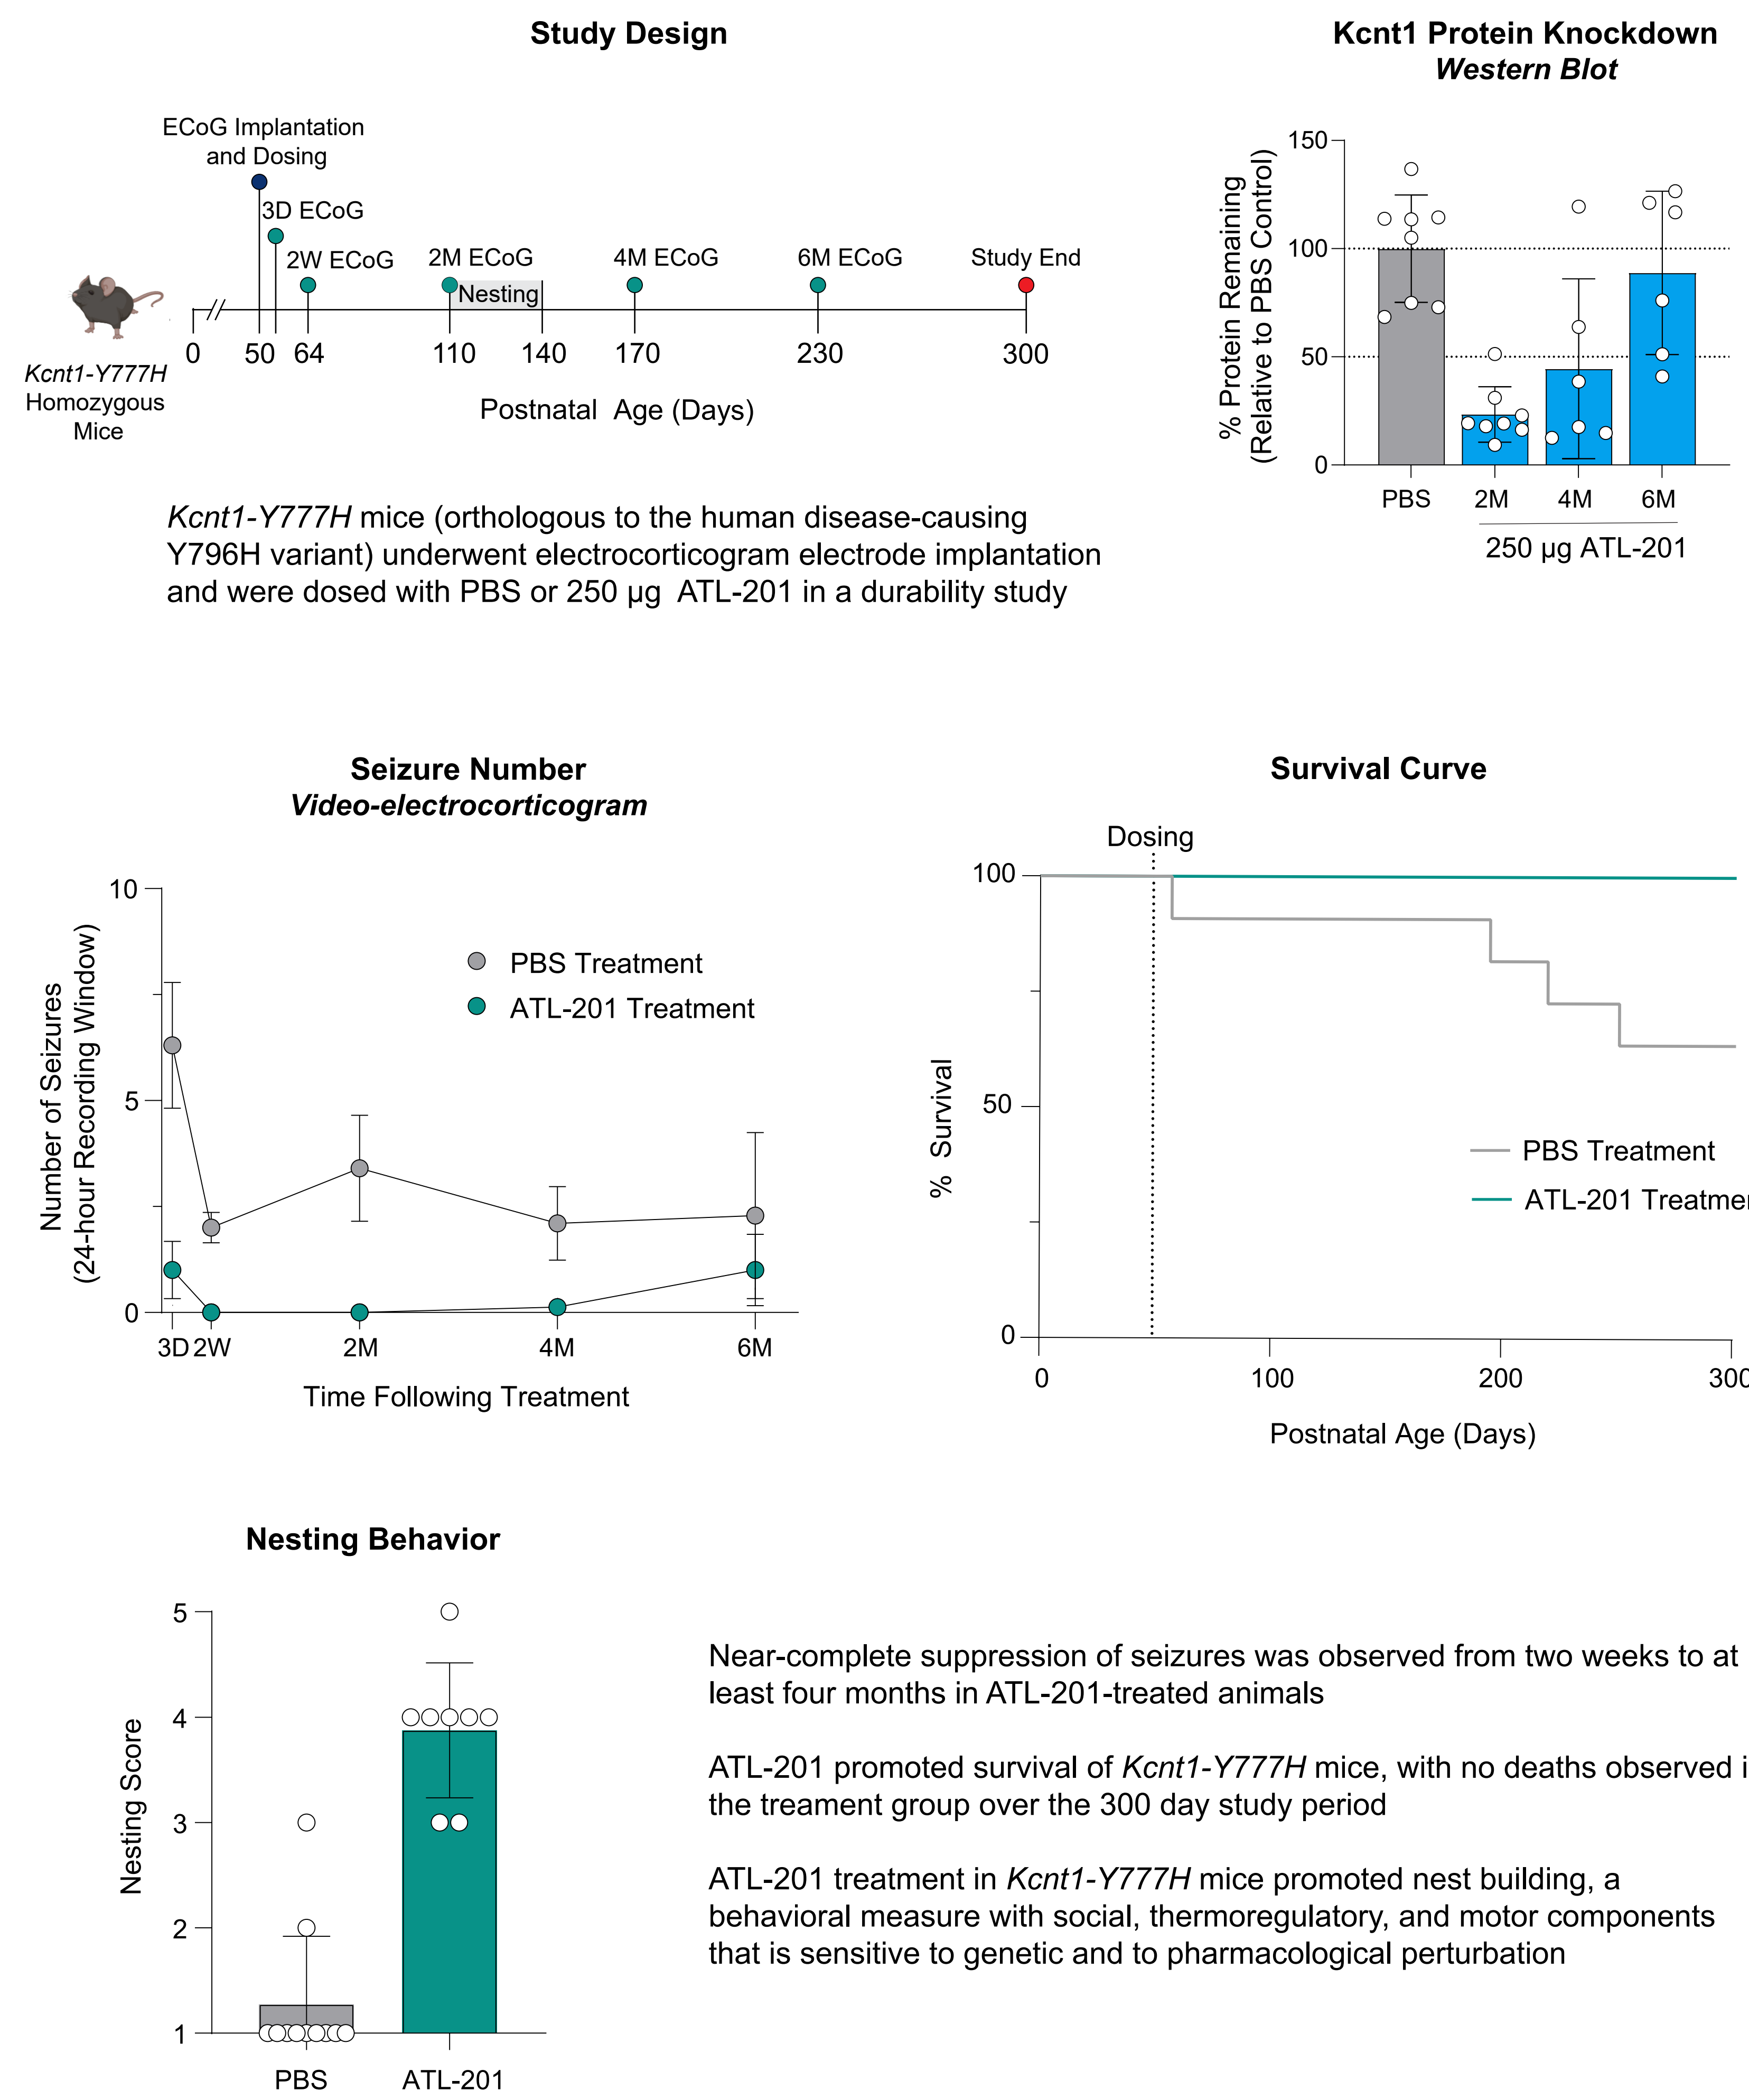 Study Design
ECoG Implantation
and Dosing
3D ECoG
2W ECoG
2M ECoG
Nesting
4M ECoG
6M ECoG
Study End
0
50
64
110
140
170
230
300
Kcnt1-Y777H
Homozygous
Mice
Postnatal Age (Days)
Kcnt1-Y777H mice (orthologous to the human disease-causing
Y796H variant) underwent electrocorticogram electrode implantation
and were dosed with PBS or 250 µg ATL-201 in a durability study
Kcnt1 Protein Knockdown
Western Blot
% Protein Remaining
(Relative to PBS Control)
150
100
50
0
PBS
2M
4M
6M
250 µg ATL-201
Seizure Number
Video-electrocorticogram
Number of Seizures
(24-hour Recording Window)
10
5
0
PBS Treatment
ATL-201 Treatment
3D
2W
2M
4M
6M
Time Following Treatment
Survival Curve
Dosing
% Survival
100
50
0
PBS Treatment
ATL-201 Treatmer
0
100
200
300
Postnatal Age (Days)
Nesting Behavior
Nesting Score
5
4
3
2
1
PBS
ATL-201
Near-complete suppression of seizures was observed from two weeks to at
least four months in ATL-201-treated animals
ATL-201 promoted survival of Kcnt1-Y777H mice, with no deaths observed i
the treament group over the 300 day study period
ATL-201 treatment in Kcnt1-Y777H mice promoted nest building, a
behavioral measure with social, thermoregulatory, and motor components
that is sensitive to genetic and to pharmacological perturbation